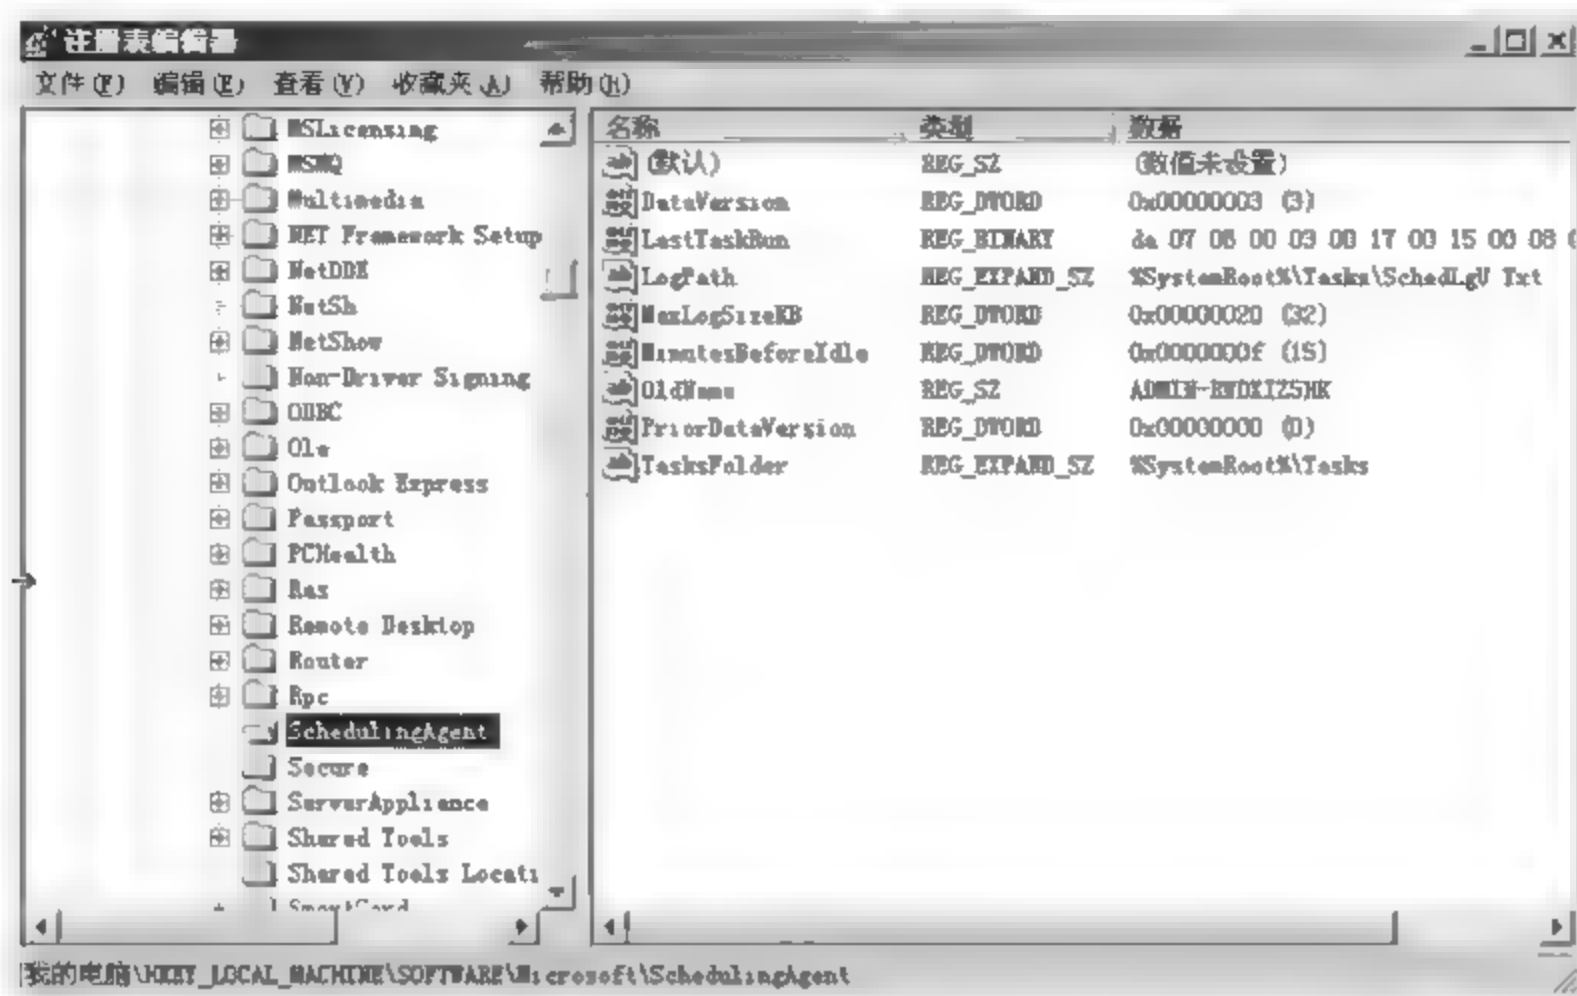 注册表编辑器
文件(F) 编辑(E) 查看(V) 收藏夹(A) 帮助(H)
MSLicensing
MSMQ
Multimedia
NET Framework Setup
NetDDE
NetSh
NetShow
Non-Driver Signing
ODBC
Ole
Outlook Express
Passport
PCHealth
Ras
Remote Desktop
Router
Rpc
SchedulingAgent
Secure
ServerAppliance
Shared Tools
Shared Tools Locati
SmartCard
名称 类型 数据
(默认) REG_SZ (数值未设置)
DataVersion REG_DWORD 0x00000003 (3)
LastTaskRun REG_BINARY da 07 08 00 03 00 17 00 15 00 08
LogPath REG_EXPAND_SZ %SystemRoot%\Tasks\SchedLgU Txt
MaxLogSizeKB REG_DWORD 0x00000020 (32)
MinutesBeforeIdle REG_DWORD 0x0000000f (15)
OldName REG_SZ
PriorDataVersion REG_DWORD 0x00000000 (0)
TasksFolder REG_EXPAND_SZ %SystemRoot%\Tasks
我的电脑\HKEY_LOCAL_MACHINE\SOFTWARE\Microsoft\SchedulingAgent